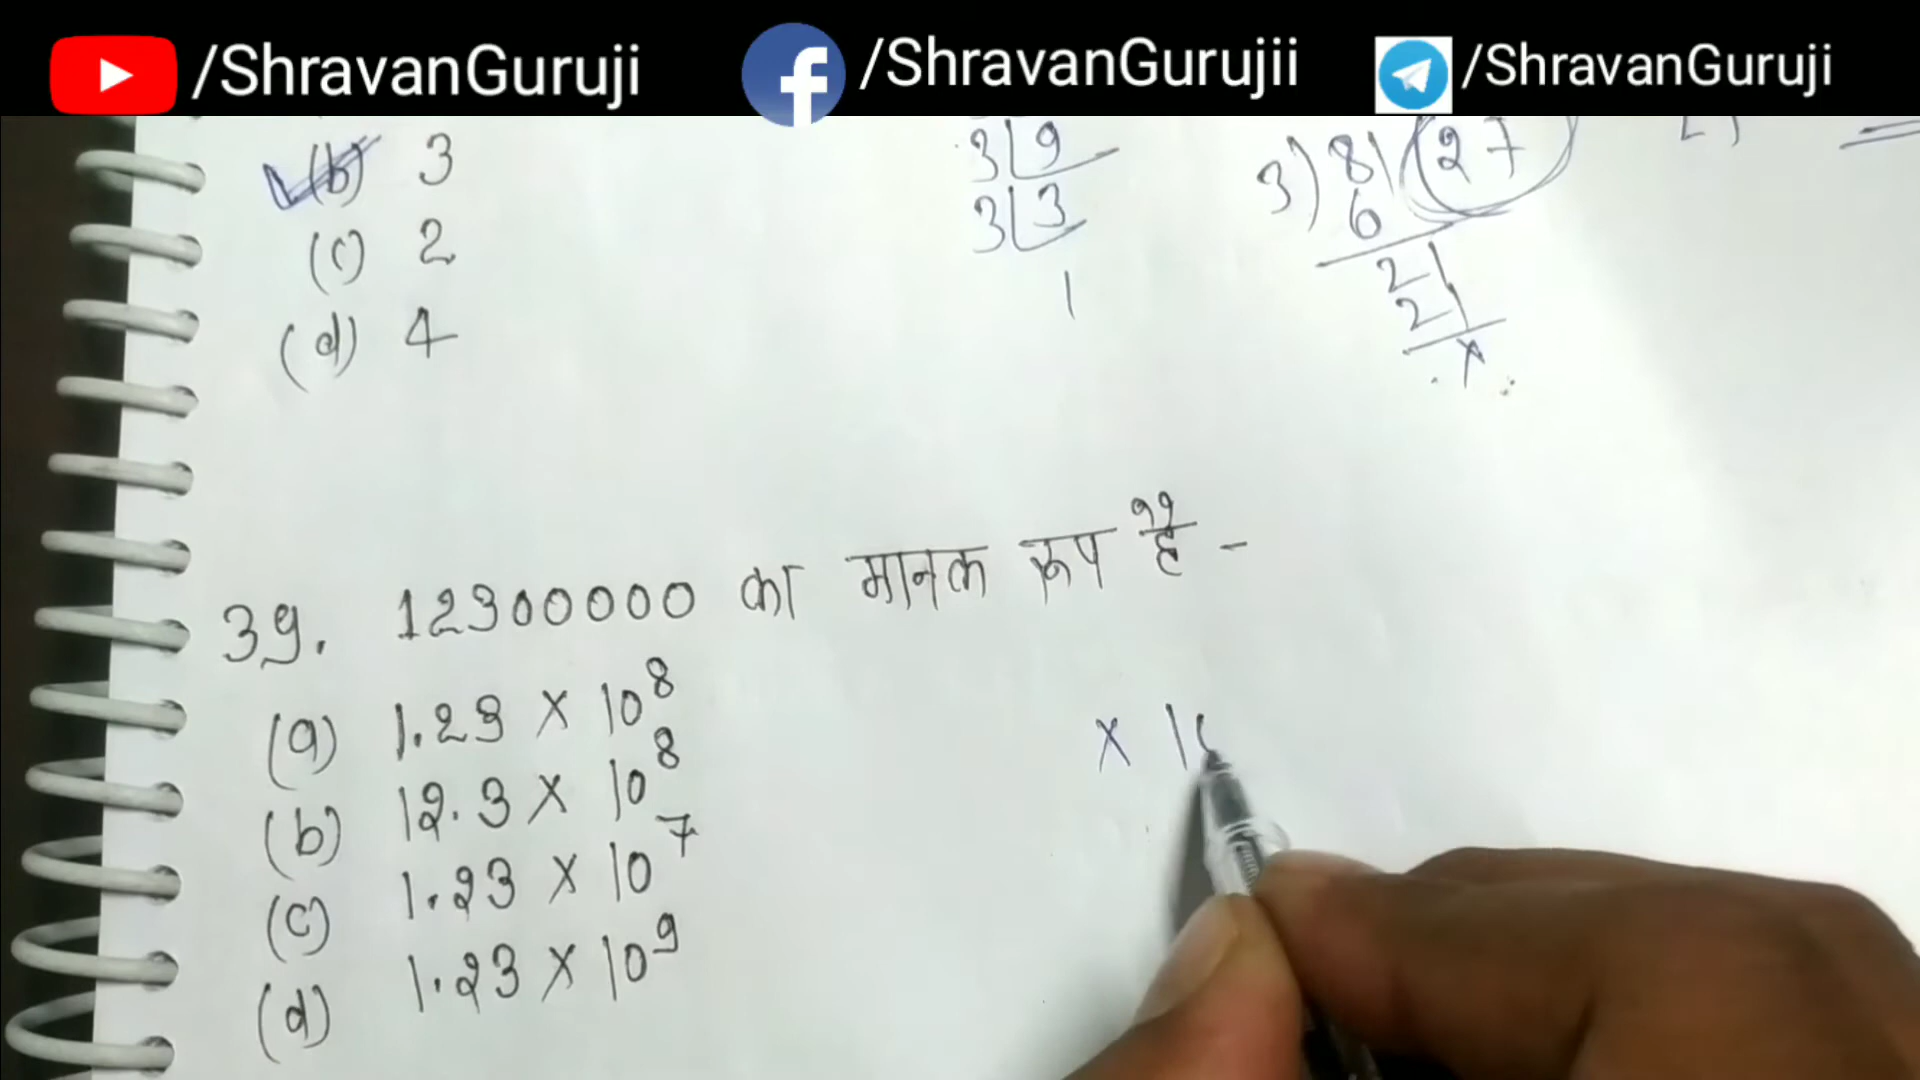 /ShravanGuruji /ShravanGurujii /ShravanGuruji
(b) 3
(c) 2
(d) 4
3 9
3 3
1
3) 81 (27
6
21
21
x
39. 12300000 का मानक रूप है -
(a) 1.23 × 10⁸
(b) 12.3 × 10⁸
(c) 1.23 × 10⁷
(d) 1.23 × 10⁹
× 10